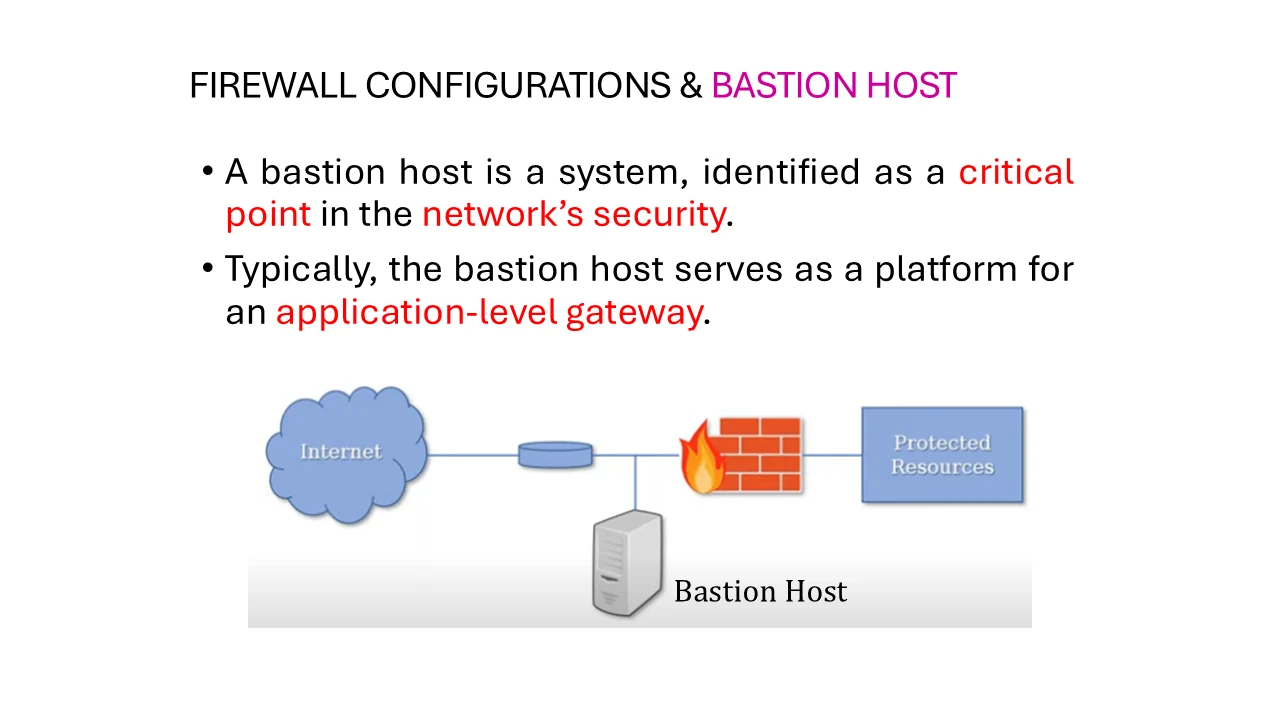 FIREWALL CONFIGURATIONS & BASTION HOST
• A bastion host is a system, identified as a critical
point in the network’s security.
• Typically, the bastion host serves as a platform for
an application-level gateway.
Internet
Protected
Resources
Bastion Host